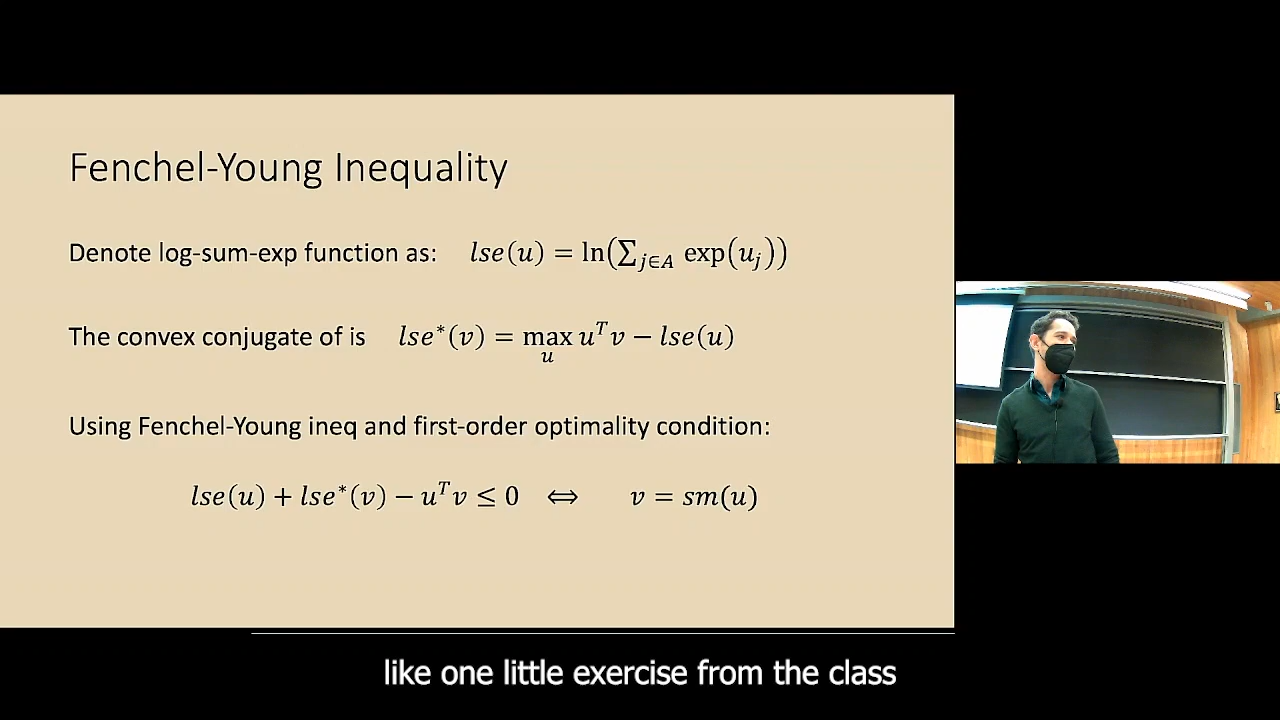 Fenchel-Young Inequality
Denote log-sum-exp function as: lse(u) = ln(∑_{j∈A} exp(u_j))
The convex conjugate of is lse*(v) = max_u u^T v − lse(u)
Using Fenchel-Young ineq and first-order optimality condition:
lse(u) + lse*(v) − u^T v ≤ 0 ⇔ v = sm(u)
like one little exercise from the class